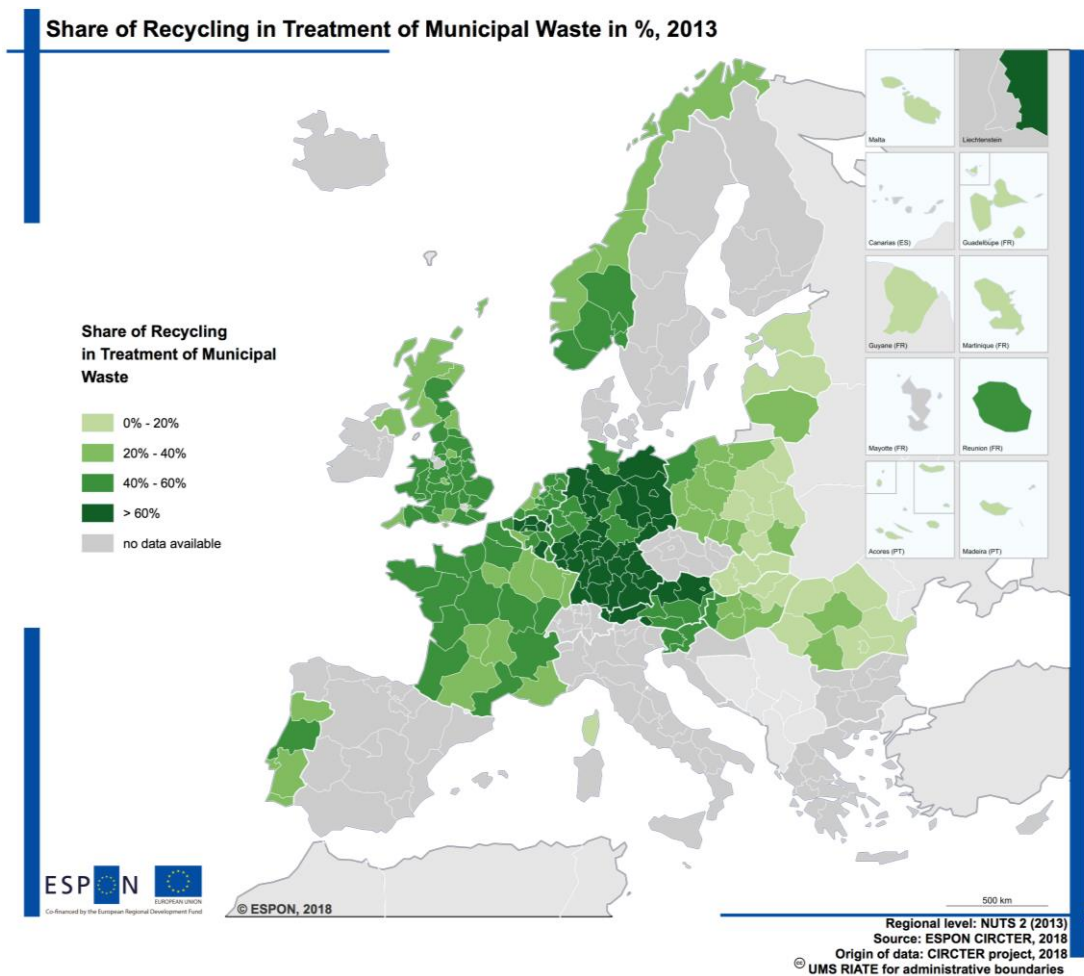 Share of Recycling in Treatment of Municipal Waste in %, 2013
Malta
Liechtenstein
Canarias (ES)
Guadeloupe (FR)
Guyane (FR)
Martinique (FR)
Mayotte (FR)
Reunion (FR)
Acores (PT)
Madeira (PT)
Share of Recycling
in Treatment of Municipal
Waste
0% - 20%
20% - 40%
40% - 60%
> 60%
no data available
ESPON
EUROPEAN UNION
Co-financed by the European Regional Development Fund
© ESPON, 2018
500 km
Regional level: NUTS 2 (2013)
Source: ESPON CIRCTER, 2018
Origin of data: CIRCTER project, 2018
cc UMS RIATE for administrative boundaries